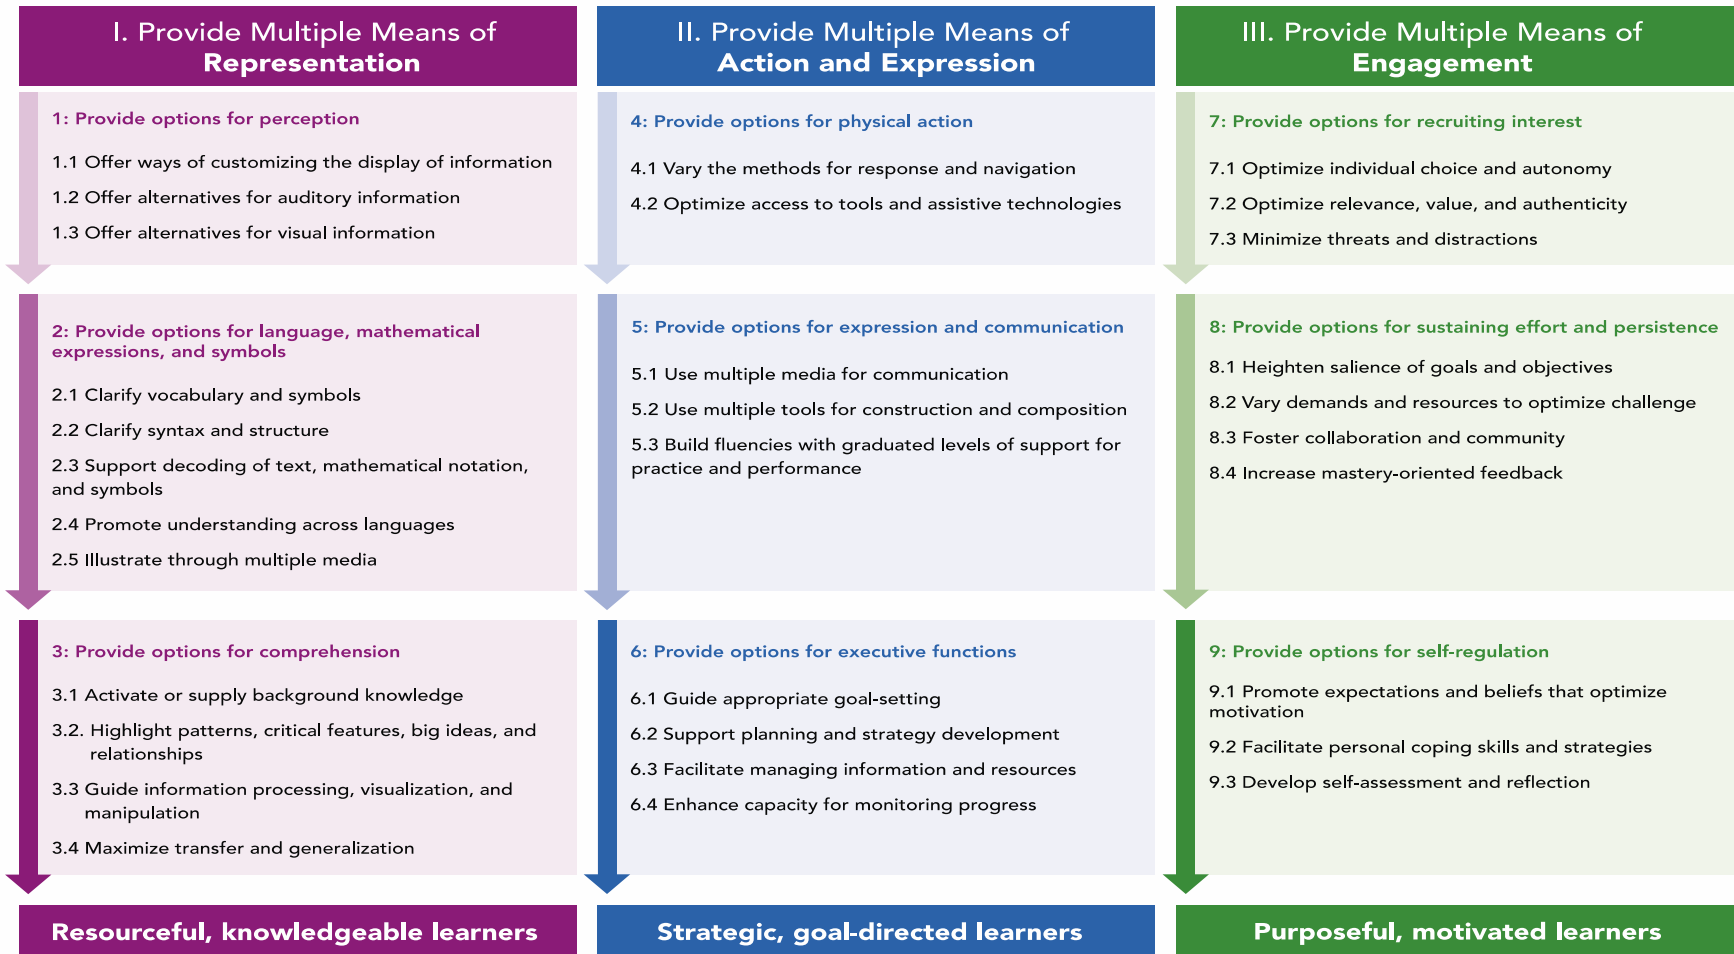 I. Provide Multiple Means of
Representation
1: Provide options for perception
1.1 Offer ways of customizing the display of information
1.2 Offer alternatives for auditory information
1.3 Offer alternatives for visual information
2: Provide options for language, mathematical
expressions, and symbols
2.1 Clarify vocabulary and symbols
2.2 Clarify syntax and structure
2.3 Support decoding of text, mathematical notation,
and symbols
2.4 Promote understanding across languages
2.5 Illustrate through multiple media
3: Provide options for comprehension
3.1 Activate or supply background knowledge
3.2. Highlight patterns, critical features, big ideas, and
relationships
3.3 Guide information processing, visualization, and
manipulation
3.4 Maximize transfer and generalization
Resourceful, knowledgeable learners
II. Provide Multiple Means of
Action and Expression
4: Provide options for physical action
4.1 Vary the methods for response and navigation
4.2 Optimize access to tools and assistive technologies
5: Provide options for expression and communication
5.1 Use multiple media for communication
5.2 Use multiple tools for construction and composition
5.3 Build fluencies with graduated levels of support for
practice and performance
6: Provide options for executive functions
6.1 Guide appropriate goal-setting
6.2 Support planning and strategy development
6.3 Facilitate managing information and resources
6.4 Enhance capacity for monitoring progress
Strategic, goal-directed learners
III. Provide Multiple Means of
Engagement
7: Provide options for recruiting interest
7.1 Optimize individual choice and autonomy
7.2 Optimize relevance, value, and authenticity
7.3 Minimize threats and distractions
8: Provide options for sustaining effort and persistence
8.1 Heighten salience of goals and objectives
8.2 Vary demands and resources to optimize challenge
8.3 Foster collaboration and community
8.4 Increase mastery-oriented feedback
9: Provide options for self-regulation
9.1 Promote expectations and beliefs that optimize
motivation
9.2 Facilitate personal coping skills and strategies
9.3 Develop self-assessment and reflection
Purposeful, motivated learners